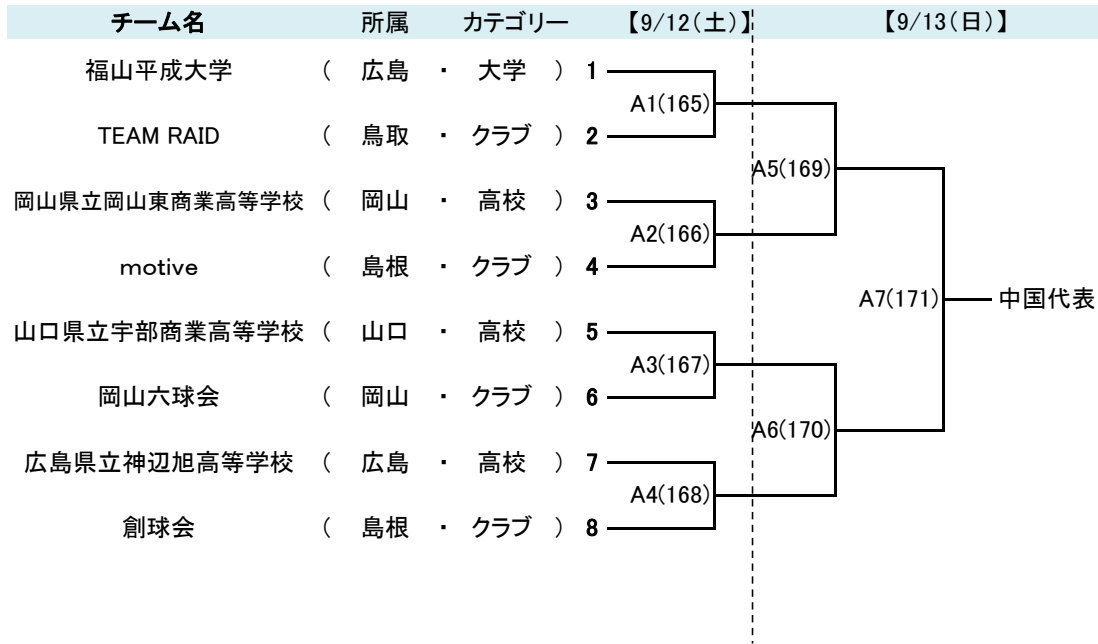 チーム名 所属 カテゴリー 【9/12(土)】 【9/13(日)】
福山平成大学 ( 広島 ・ 大学 ) 1
A1(165)
TEAM RAID ( 鳥取 ・ クラブ ) 2
A5(169)
岡山県立岡山東商業高等学校 ( 岡山 ・ 高校 ) 3
A2(166)
motive ( 島根 ・ クラブ ) 4
A7(171) 中国代表
山口県立宇部商業高等学校 ( 山口 ・ 高校 ) 5
A3(167)
岡山六球会 ( 岡山 ・ クラブ ) 6
A6(170)
広島県立神辺旭高等学校 ( 広島 ・ 高校 ) 7
A4(168)
創球会 ( 島根 ・ クラブ ) 8